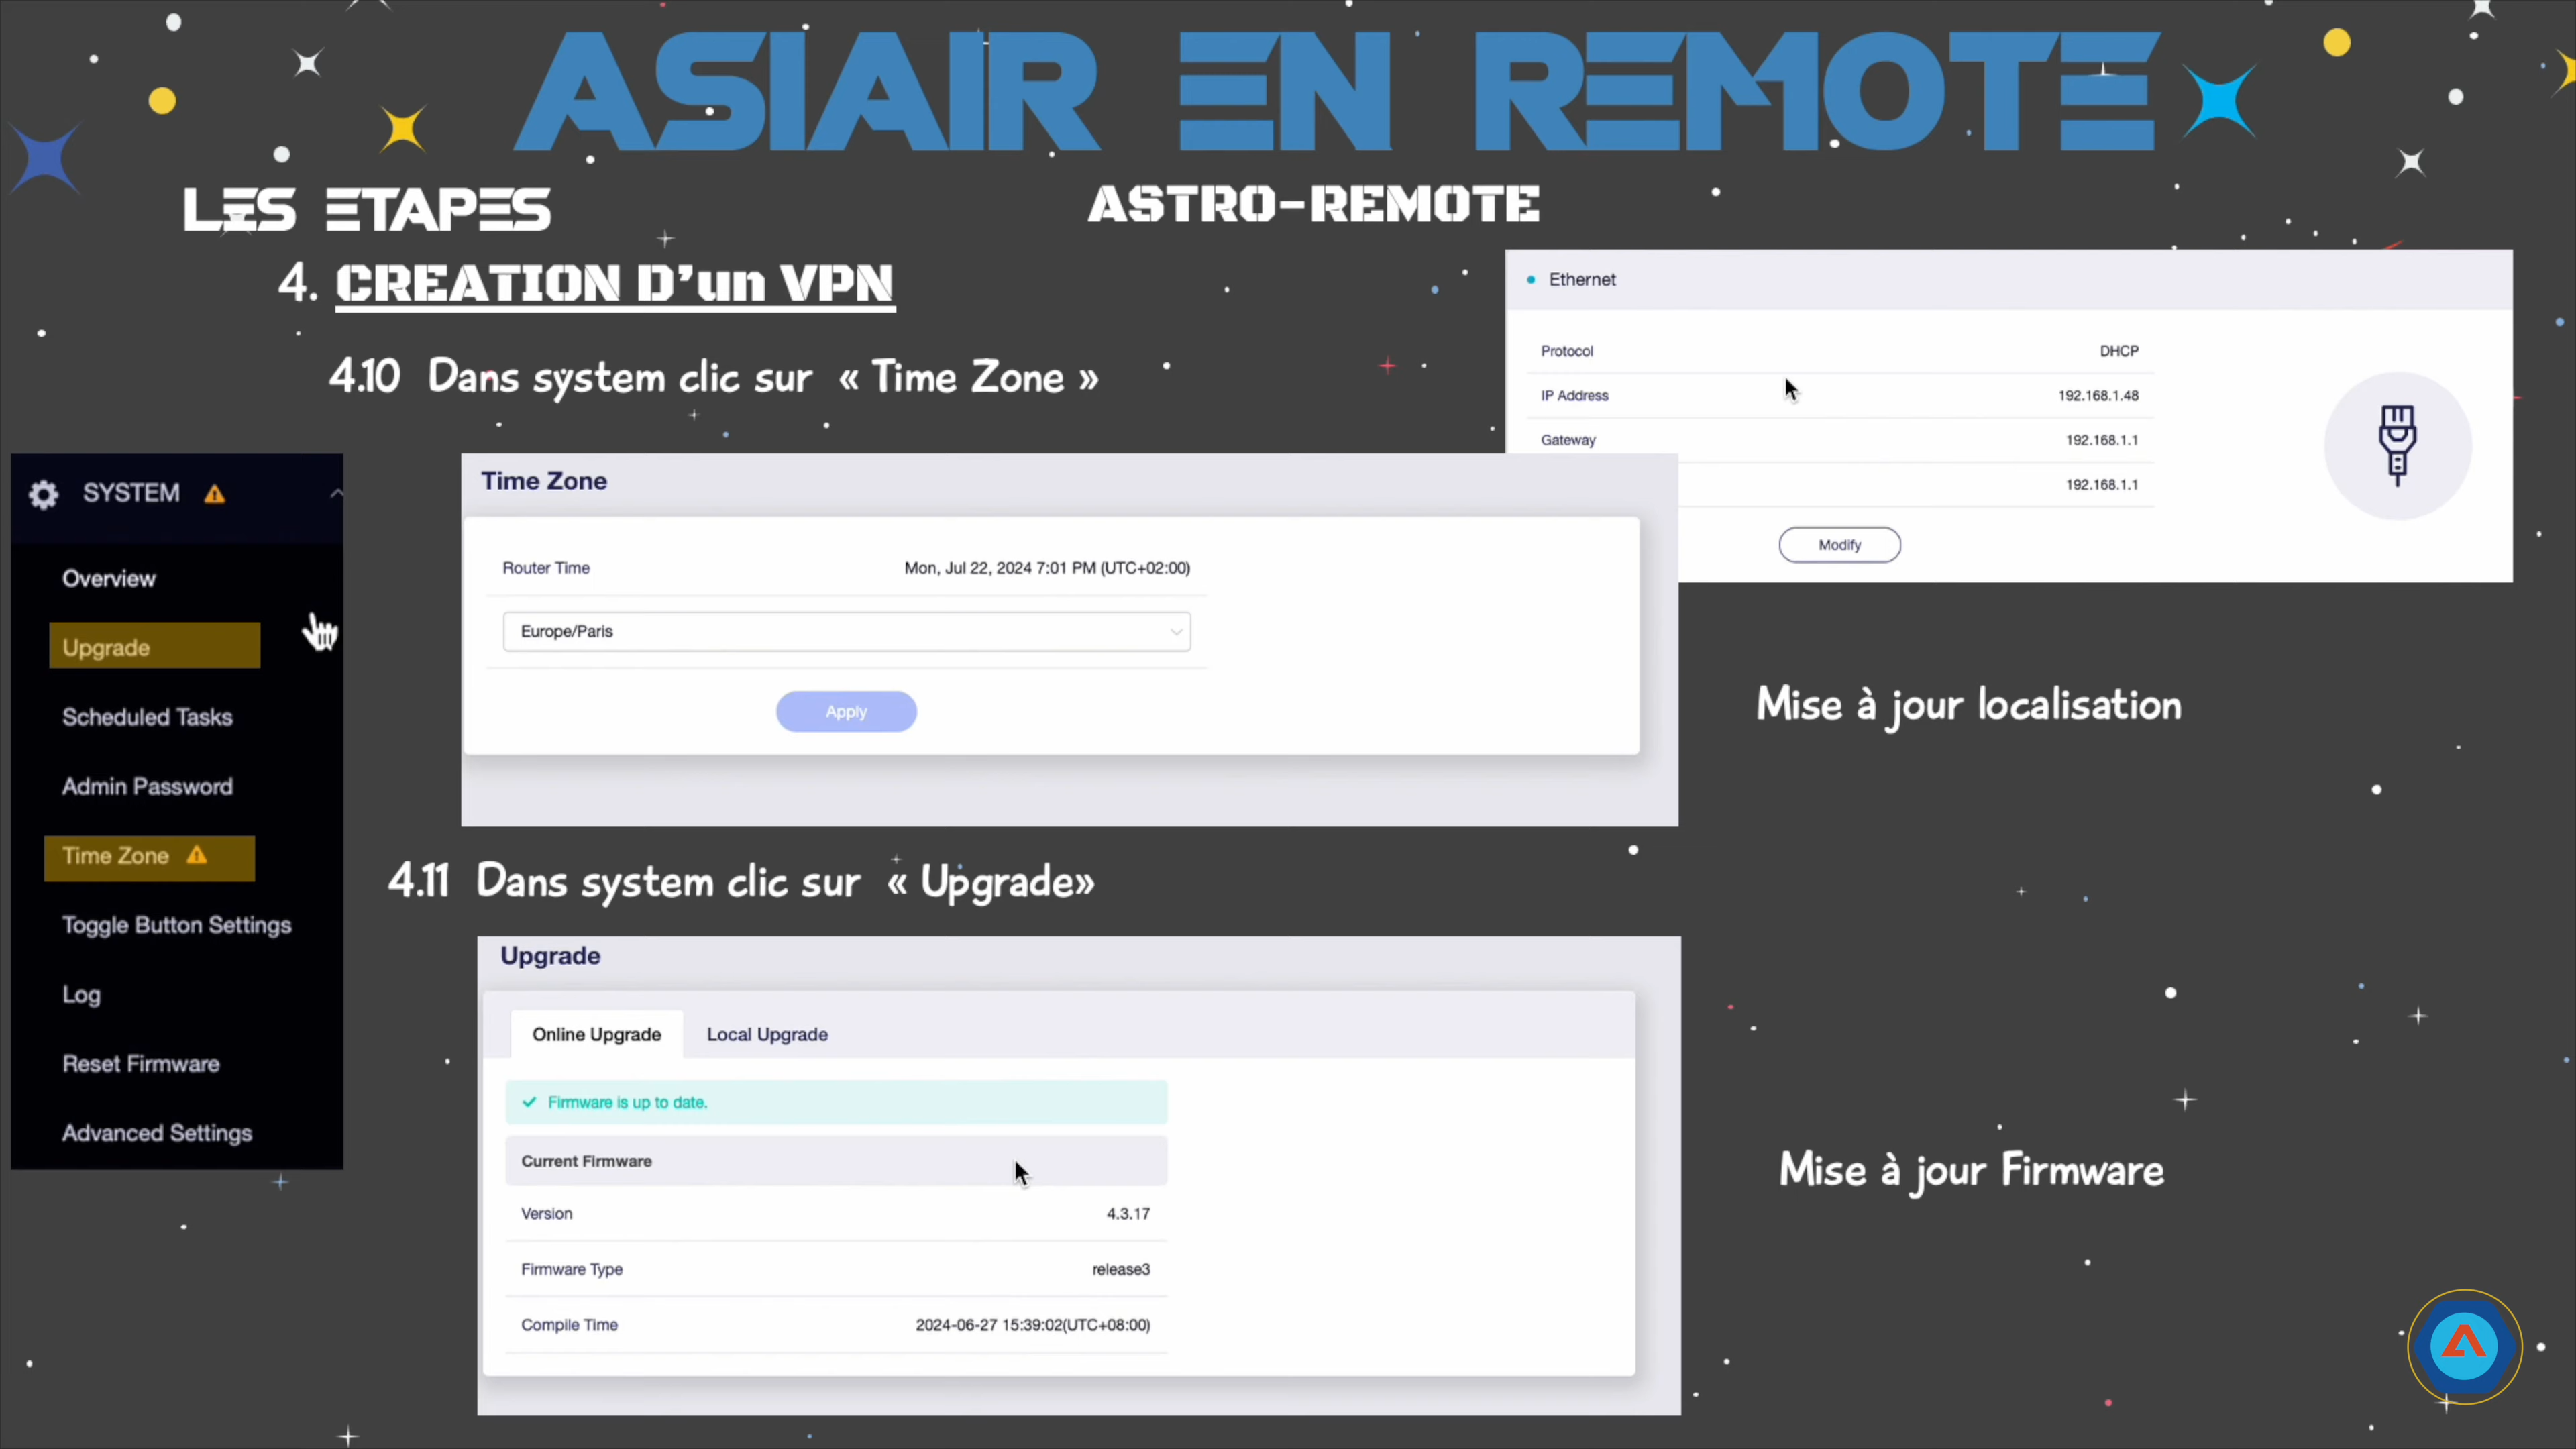 ASIAIR EN REMOTE
LES ETAPES
ASTRO-REMOTE
4. CREATION D'un VPN
4.10 Dans system clic sur « Time Zone »
Ethernet
Protocol DHCP
IP Address 192.168.1.48
Gateway 192.168.1.1
192.168.1.1
Modify
SYSTEM
Overview
Upgrade
Scheduled Tasks
Admin Password
Time Zone
Toggle Button Settings
Log
Reset Firmware
Advanced Settings
Time Zone
Router Time Mon, Jul 22, 2024 7:01 PM (UTC+02:00)
Europe/Paris
Apply
Mise à jour localisation
4.11 Dans system clic sur « Upgrade»
Upgrade
Online Upgrade Local Upgrade
Firmware is up to date.
Current Firmware
Version 4.3.17
Firmware Type release3
Compile Time 2024-06-27 15:39:02(UTC+08:00)
Mise à jour Firmware